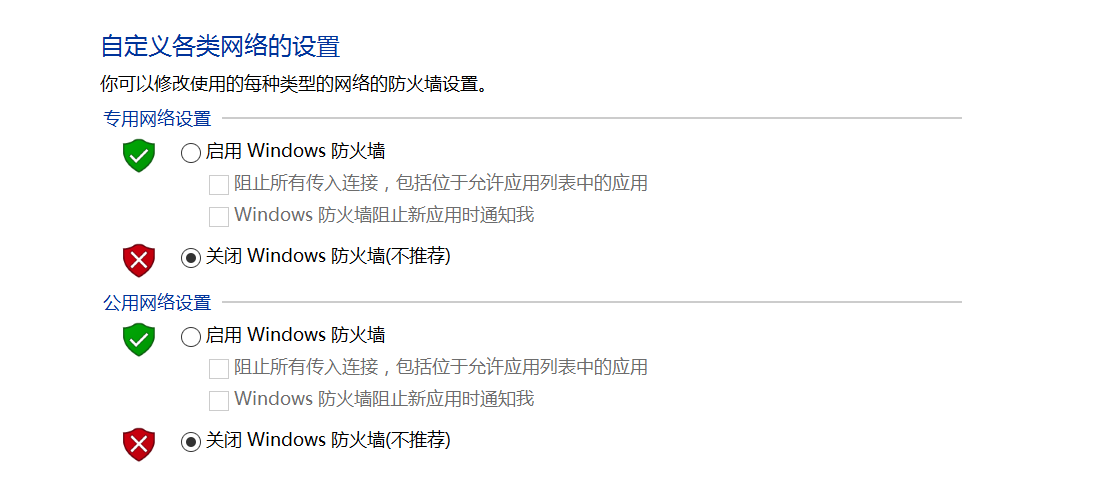 自定义各类网络的设置
你可以修改使用的每种类型的网络的防火墙设置。
专用网络设置
启用 Windows 防火墙
阻止所有传入连接，包括位于允许应用列表中的应用
Windows 防火墙阻止新应用时通知我
关闭 Windows 防火墙(不推荐)
公用网络设置
启用 Windows 防火墙
阻止所有传入连接，包括位于允许应用列表中的应用
Windows 防火墙阻止新应用时通知我
关闭 Windows 防火墙(不推荐)